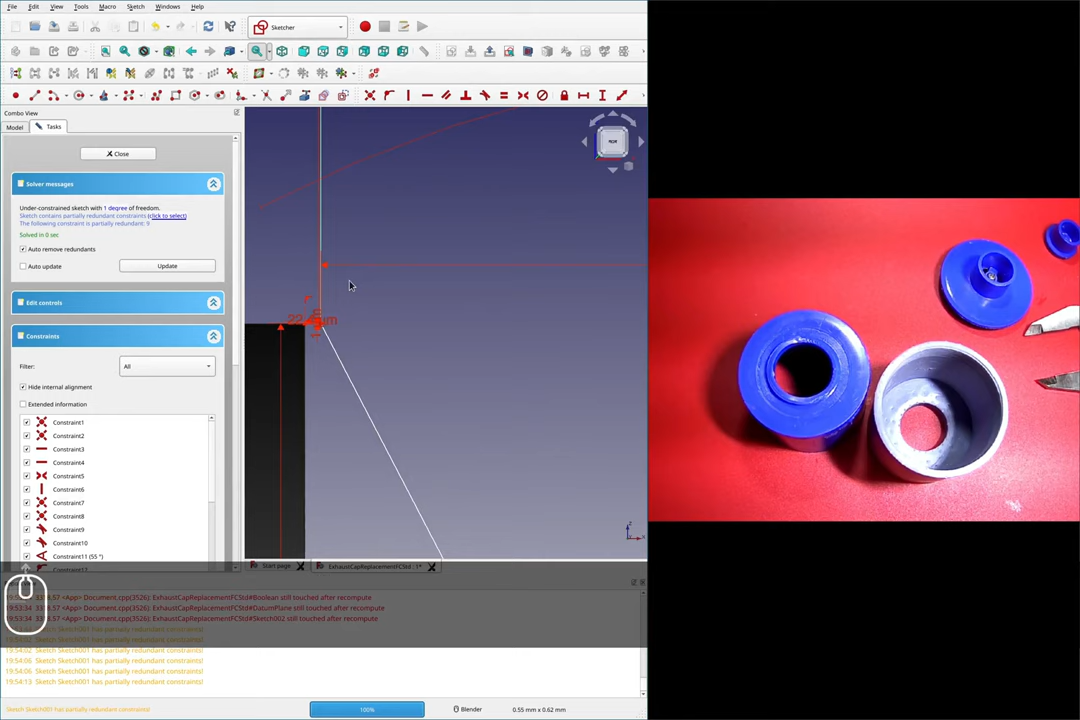 File Edit View Tools Macro Sketch Windows Help
Sketcher
Combo View
Model Tasks
Close
Solver messages
Under-constrained sketch with 1 degree of freedom.
Sketch contains partially redundant constraints (click to select)
The following constraint is partially redundant: 9
Solved in 0 sec
Auto remove redundants
Auto update Update
Edit controls
Constraints
Filter: All
Hide internal alignment
Extended information
Constraint1
Constraint2
Constraint3
Constraint4
Constraint5
Constraint6
Constraint7
Constraint8
Constraint9
Constraint10
Constraint11 (55 °)
Start page ExhaustCapReplacementFCStd : 1*
<App> Document.cpp(3526): ExhaustCapReplacementFCStd#Boolean still touched after recompute
<App> Document.cpp(3526): ExhaustCapReplacementFCStd#DatumPlane still touched after recompute
19:53:34 <App> Document.cpp(3526): ExhaustCapReplacementFCStd#Sketch002 still touched after recompute
Sketch Sketch001 has partially redundant constraints!
Sketch Sketch001 has partially redundant constraints!
19:54:02 Sketch Sketch001 has partially redundant constraints!
19:54:06 Sketch Sketch001 has partially redundant constraints!
19:54:06 Sketch Sketch001 has partially redundant constraints!
19:54:13 Sketch Sketch001 has partially redundant constraints!
Sketch Sketch001 has partially redundant constraints! 100% Blender 0.55 mm x 0.62 mm